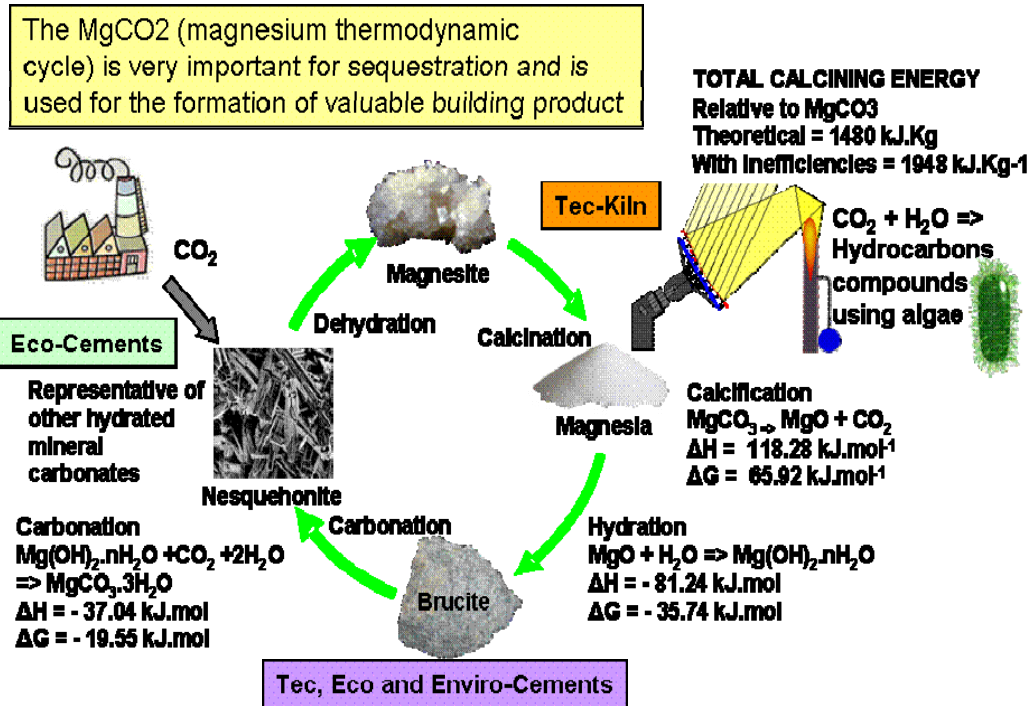 The MgCO2 (magnesium thermodynamic
cycle) is very important for sequestration and is
used for the formation of valuable building product
TOTAL CALCINING ENERGY
Relative to MgCO3
Theoretical = 1480 kJ.Kg
With Inefficiencies = 1948 kJ.Kg-1
Tec-Kiln
CO₂ + H₂O =>
Hydrocarbons
compounds
using algae
CO₂
Magnesite
Dehydration
Calcination
Eco-Cements
Representative of
other hydrated
mineral
carbonates
Nesquehonite
Magnesia
Calcification
MgCO₃ => MgO + CO₂
ΔH = 118.28 kJ.mol-¹
ΔG = 65.92 kJ.mol-¹
Carbonation
Carbonation
Mg(OH)₂.nH₂O +CO₂ +2H₂O
=> MgCO₃.3H₂O
ΔH = - 37.04 kJ.mol
ΔG = - 19.55 kJ.mol
Hydration
MgO + H₂O => Mg(OH)₂.nH₂O
ΔH = - 81.24 kJ.mol
ΔG = - 35.74 kJ.mol
Brucite
Tec, Eco and Enviro-Cements